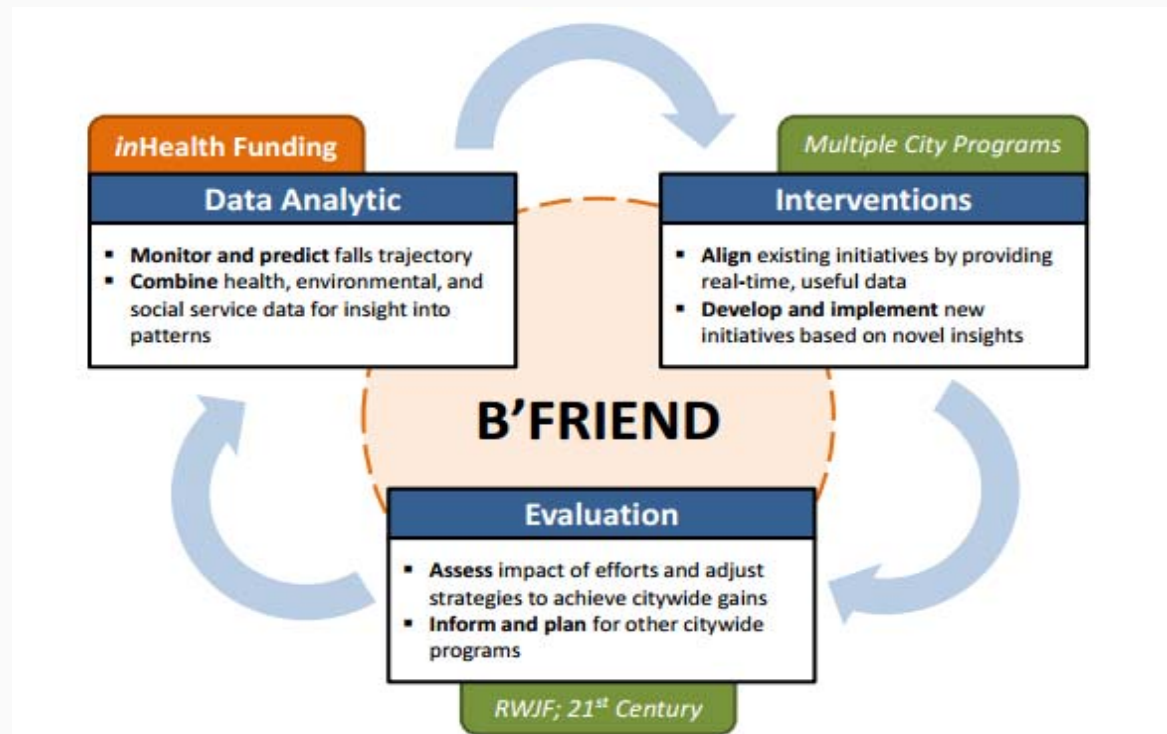 inHealth Funding
Data Analytic
▪ Monitor and predict falls trajectory
▪ Combine health, environmental, and
social service data for insight into
patterns
Multiple City Programs
Interventions
▪ Align existing initiatives by providing
real-time, useful data
▪ Develop and implement new
initiatives based on novel insights
B’FRIEND
Evaluation
▪ Assess impact of efforts and adjust
strategies to achieve citywide gains
▪ Inform and plan for other citywide
programs
RWJF; 21st Century